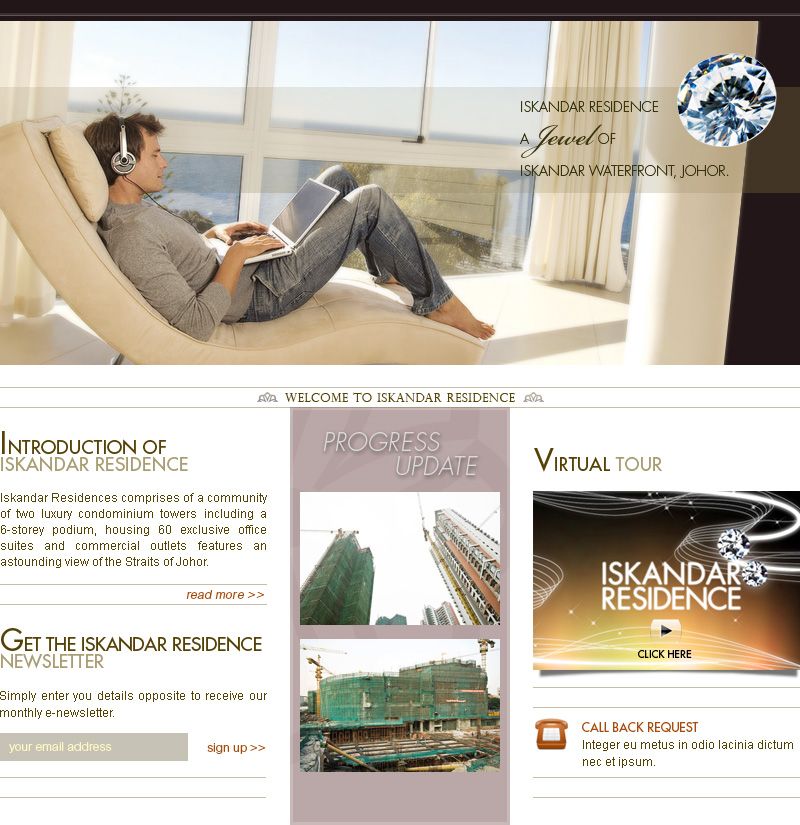 ISKANDAR RESIDENCE
A Jewel OF
ISKANDAR WATERFRONT, JOHOR.
WELCOME TO ISKANDAR RESIDENCE
INTRODUCTION OF
ISKANDAR RESIDENCE
Iskandar Residences comprises of a community
of two luxury condominium towers including a
6-storey podium, housing 60 exclusive office
suites and commercial outlets features an
astounding view of the Straits of Johor.
read more >>
GET THE ISKANDAR RESIDENCE
NEWSLETTER
Simply enter you details opposite to receive our
monthly e-newsletter.
your email address
sign up >>
PROGRESS
UPDATE
VIRTUAL TOUR
ISKANDAR
RESIDENCE
CLICK HERE
CALL BACK REQUEST
Integer eu metus in odio lacinia dictum
nec et ipsum.